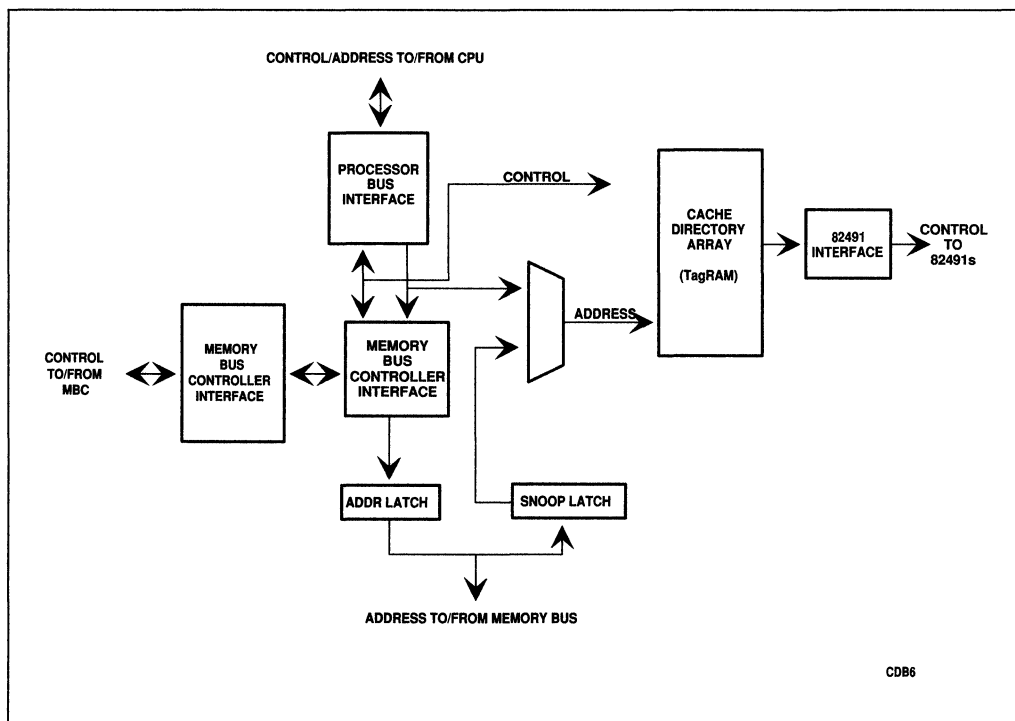 CONTROL/ADDRESS TO/FROM CPU
PROCESSOR
BUS
INTERFACE
CONTROL
CACHE
DIRECTORY
ARRAY
(TagRAM)
82491
INTERFACE
CONTROL
TO
82491s
ADDRESS
CONTROL
TO/FROM
MBC
MEMORY
BUS
CONTROLLER
INTERFACE
MEMORY
BUS
CONTROLLER
INTERFACE
ADDR LATCH
SNOOP LATCH
ADDRESS TO/FROM MEMORY BUS
CDB6